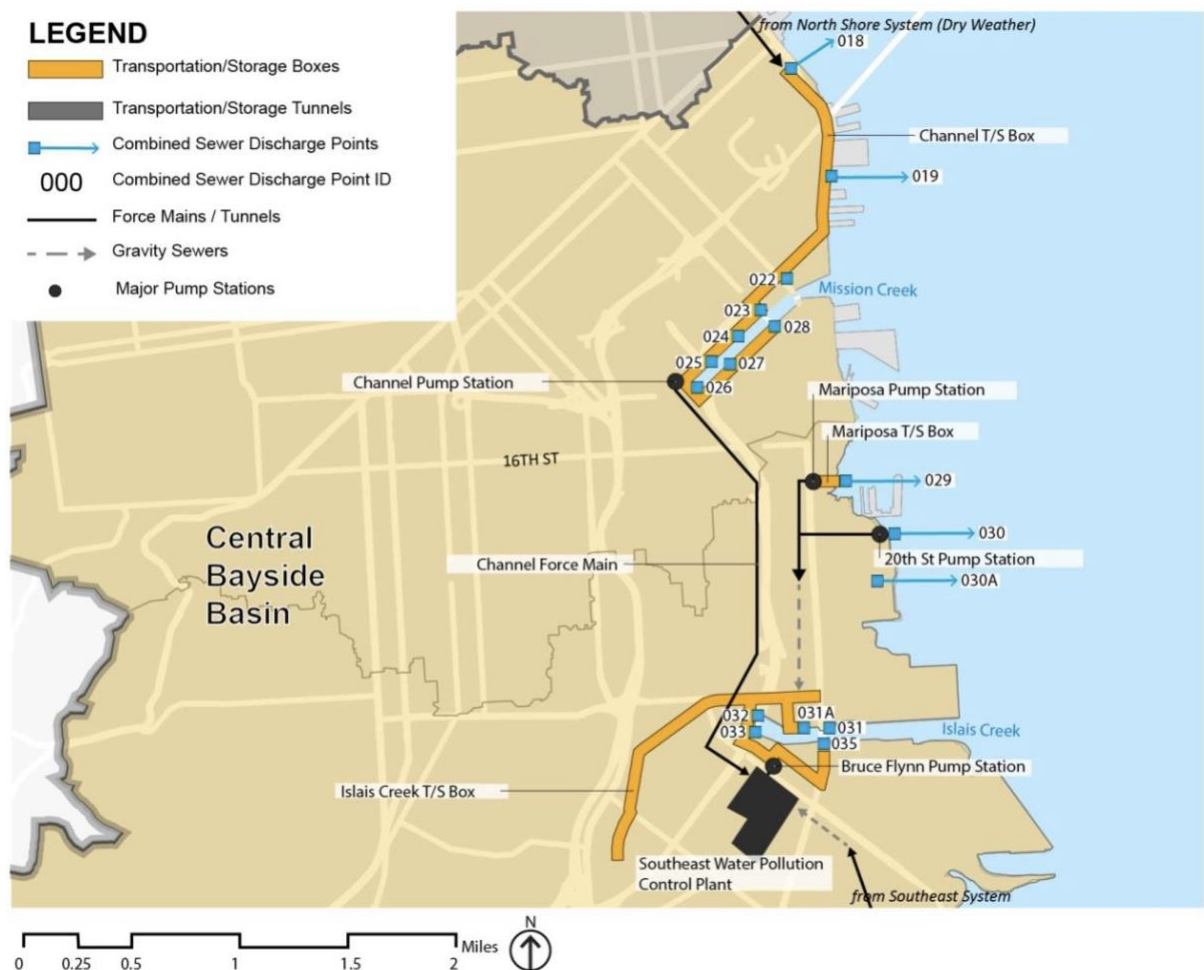 LEGEND
Transportation/Storage Boxes
Transportation/Storage Tunnels
Combined Sewer Discharge Points
000 Combined Sewer Discharge Point ID
Force Mains / Tunnels
Gravity Sewers
Major Pump Stations
from North Shore System (Dry Weather)
018
Channel T/S Box
019
022
Mission Creek
023
028
024
025
027
Channel Pump Station
026
Mariposa Pump Station
Mariposa T/S Box
16TH ST
029
Central
Bayside
Basin
030
Channel Force Main
20th St Pump Station
030A
032
031A
031
033
Islais Creek
035
Bruce Flynn Pump Station
Islais Creek T/S Box
Southeast Water Pollution
Control Plant
from Southeast System
N
Miles
0 0.25 0.5 1 1.5 2